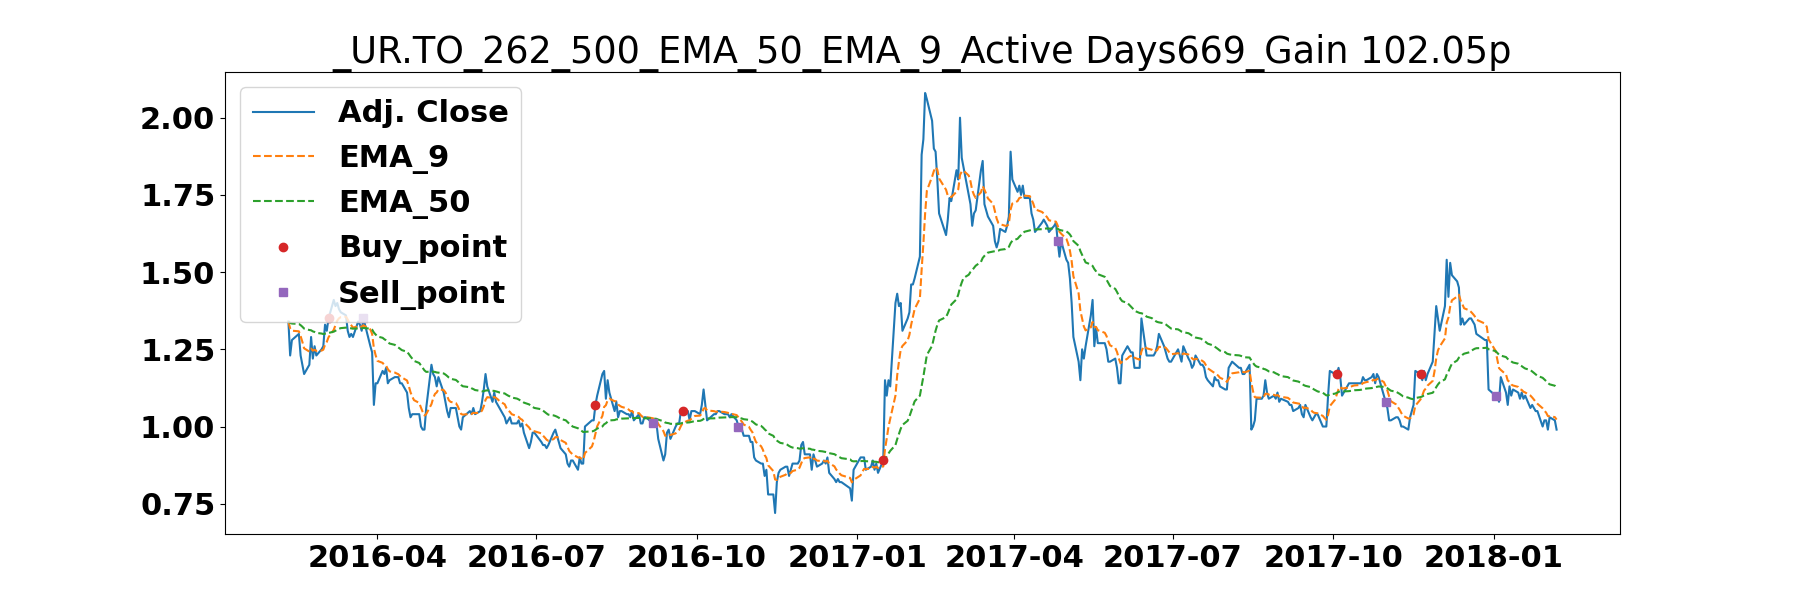 _UR.TO_262_500_EMA_50_EMA_9_Active Days669_Gain 102.05p
2.00
1.75
1.50
1.25
1.00
0.75
Adj. Close
EMA_9
EMA_50
Buy_point
Sell_point
2016-04 2016-07 2016-10 2017-01 2017-04 2017-07 2017-10 2018-01